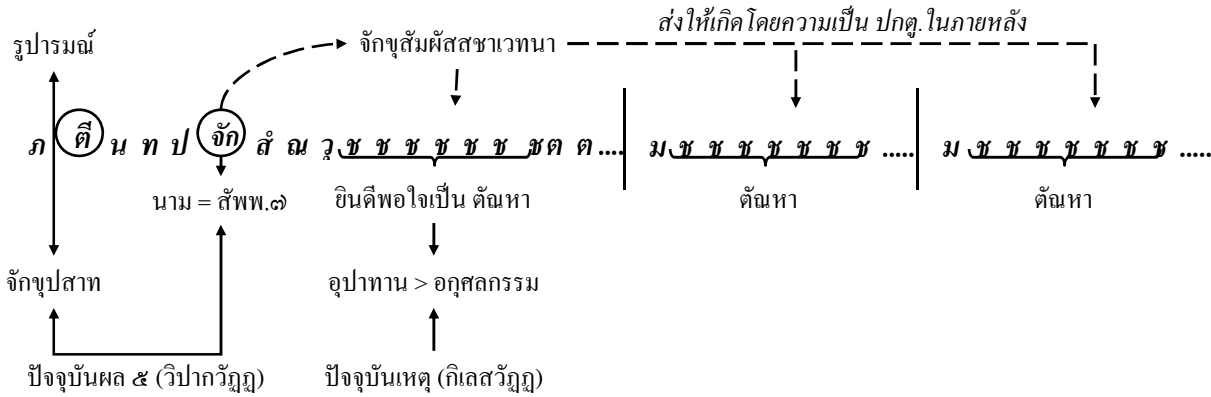 ส่งให้เกิดโดยความเป็น ปกตู.ในภายหลัง
รูปารมณ์ จักขุสัมผัสสชาเวทนา
ภ ตี น ท ป จัก สํ ณ วุ ช ช ช ช ช ช ช ต ต .... ม ช ช ช ช ช ช ช ..... ม ช ช ช ช ช ช ช .....
นาม = สัพพ.๗ ยินดีพอใจเป็น ตัณหา ตัณหา ตัณหา
จักขุปสาท อุปาทาน > อกุศลกรรม
ปัจจุบันผล ๕ (วิปากวัฏฏ) ปัจจุบันเหตุ (กิเลสวัฏฏ)